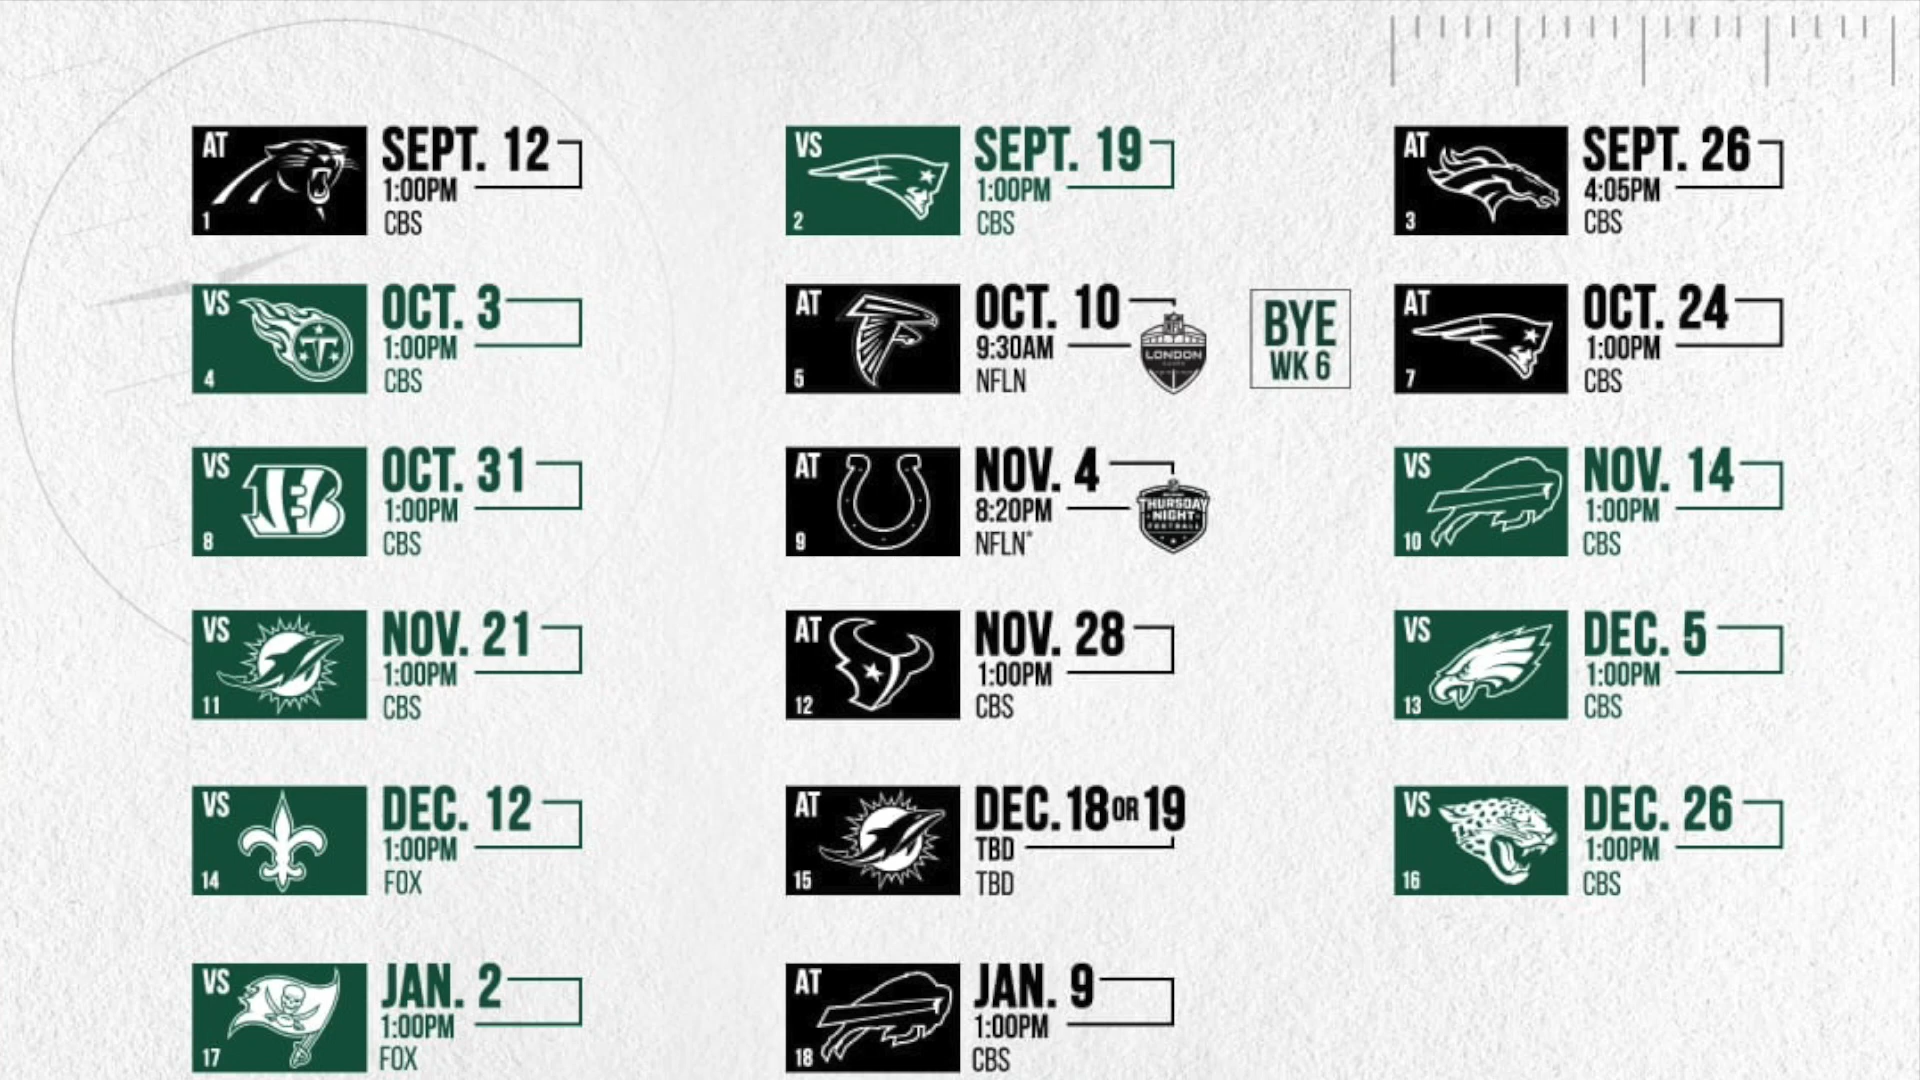 AT
1
SEPT. 12
1:00PM
CBS
VS
2
SEPT. 19
1:00PM
CBS
AT
3
SEPT. 26
4:05PM
CBS
VS
4
OCT. 3
1:00PM
CBS
AT
5
OCT. 10
9:30AM
NFLN
NFL
LONDON
GAMES
BYE
WK 6
AT
7
OCT. 24
1:00PM
CBS
VS
8
B
OCT. 31
1:00PM
CBS
AT
9
NOV. 4
8:20PM
NFLN*
THURSDAY
NIGHT
FOOTBALL
VS
10
NOV. 14
1:00PM
CBS
VS
11
NOV. 21
1:00PM
CBS
AT
12
NOV. 28
1:00PM
CBS
VS
13
DEC. 5
1:00PM
CBS
VS
14
DEC. 12
1:00PM
FOX
AT
15
DEC. 18 OR 19
TBD
TBD
VS
16
DEC. 26
1:00PM
CBS
VS
17
JAN. 2
1:00PM
FOX
AT
18
JAN. 9
1:00PM
CBS